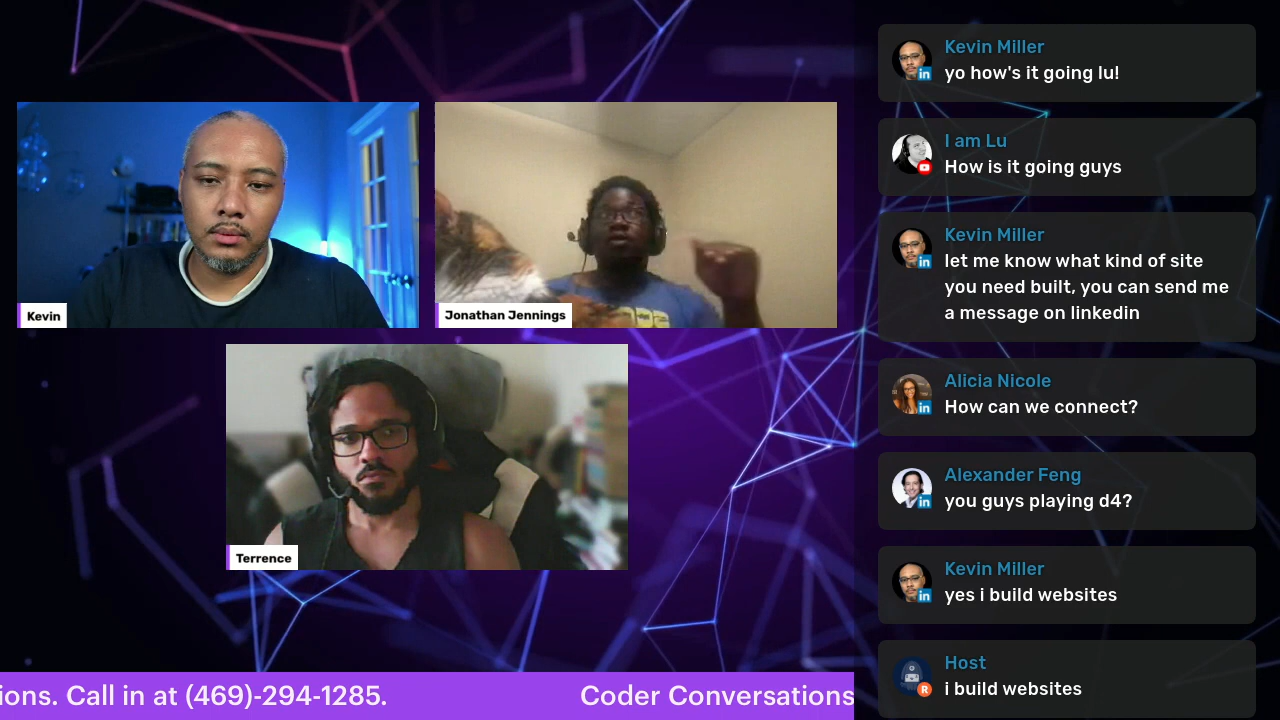 Kevin
Jonathan Jennings
Terrence
ions. Call in at (469)-294-1285.
Coder Conversations
Kevin Miller
yo how's it going lu!
I am Lu
How is it going guys
Kevin Miller
let me know what kind of site
you need built, you can send me
a message on linkedin
Alicia Nicole
How can we connect?
Alexander Feng
you guys playing d4?
Kevin Miller
yes i build websites
Host
i build websites